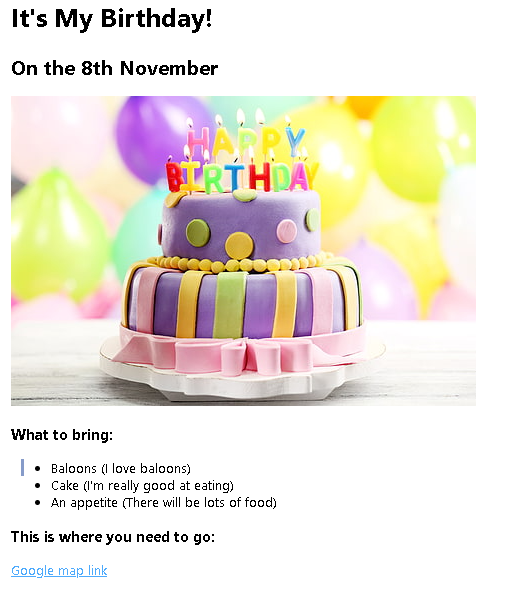 It's My Birthday!
On the 8th November
HAPPY
BIRTHDAY
What to bring:
Baloons (I love baloons)
Cake (I'm really good at eating)
An appetite (There will be lots of food)
This is where you need to go:
Google map link